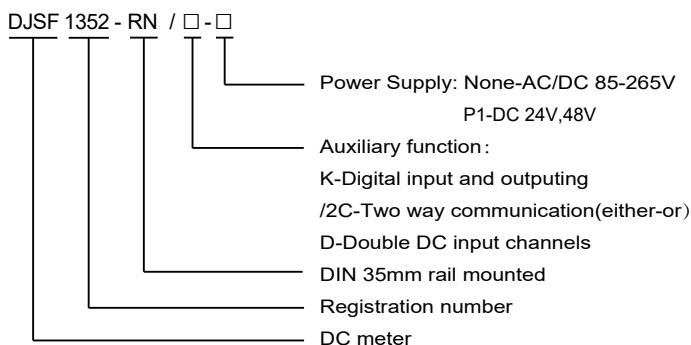 DJSF 1352 - RN / □ - □
Power Supply: None-AC/DC 85-265V
P1-DC 24V,48V
Auxiliary function：
K-Digital input and outputing
/2C-Two way communication(either-or）
D-Double DC input channels
DIN 35mm rail mounted
Registration number
DC meter